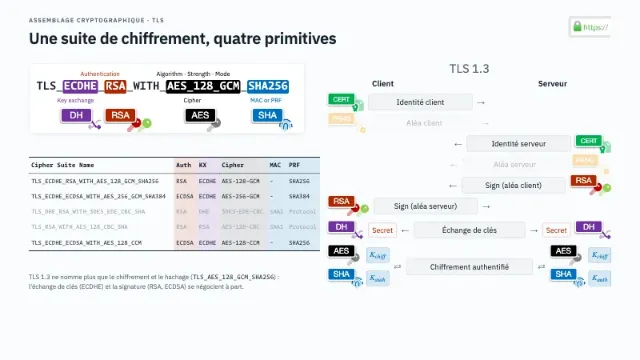 ASSEMBLAGE CRYPTOGRAPHIQUE · TLS
https://
Une suite de chiffrement, quatre primitives
Authentication
Algorithm · Strength · Mode
TLS_ECDHE_RSA_WITH_AES_128_GCM_SHA256
Key exchange
Cipher
MAC or PRF
DH
RSA
AES
SHA
Cipher Suite Name Auth KX Cipher MAC PRF
TLS_ECDHE_RSA_WITH_AES_128_GCM_SHA256 RSA ECDHE AES-128-GCM - SHA256
TLS_ECDHE_ECDSA_WITH_AES_256_GCM_SHA384 ECDSA ECDHE AES-256-GCM - SHA384
TLS_DHE_RSA_WITH_3DES_EDE_CBC_SHA RSA DHE 3DES-EDE-CBC SHA1 Protocol
TLS_RSA_WITH_AES_128_CBC_SHA RSA RSA AES-128-CBC SHA1 Protocol
TLS_ECDHE_ECDSA_WITH_AES_128_CCM ECDSA ECDHE AES-128-CCM - SHA256
TLS 1.3 ne nomme plus que le chiffrement et le hachage (TLS_AES_128_GCM_SHA256) :
l'échange de clés (ECDHE) et la signature (RSA, ECDSA) se négocient à part.
TLS 1.3
Client
Serveur
CERT
Identité client
→
PRNG
Aléa client
→
←
Identité serveur
CERT
←
Aléa serveur
PRNG
←
Sign (aléa client)
RSA
RSA
Sign (aléa serveur)
→
DH
Secret
←
Échange de clés
→
Secret
DH
AES
K chiff
SHA
K auth
⇌
Chiffrement authentifié
⇌
AES
K chiff
SHA
K auth